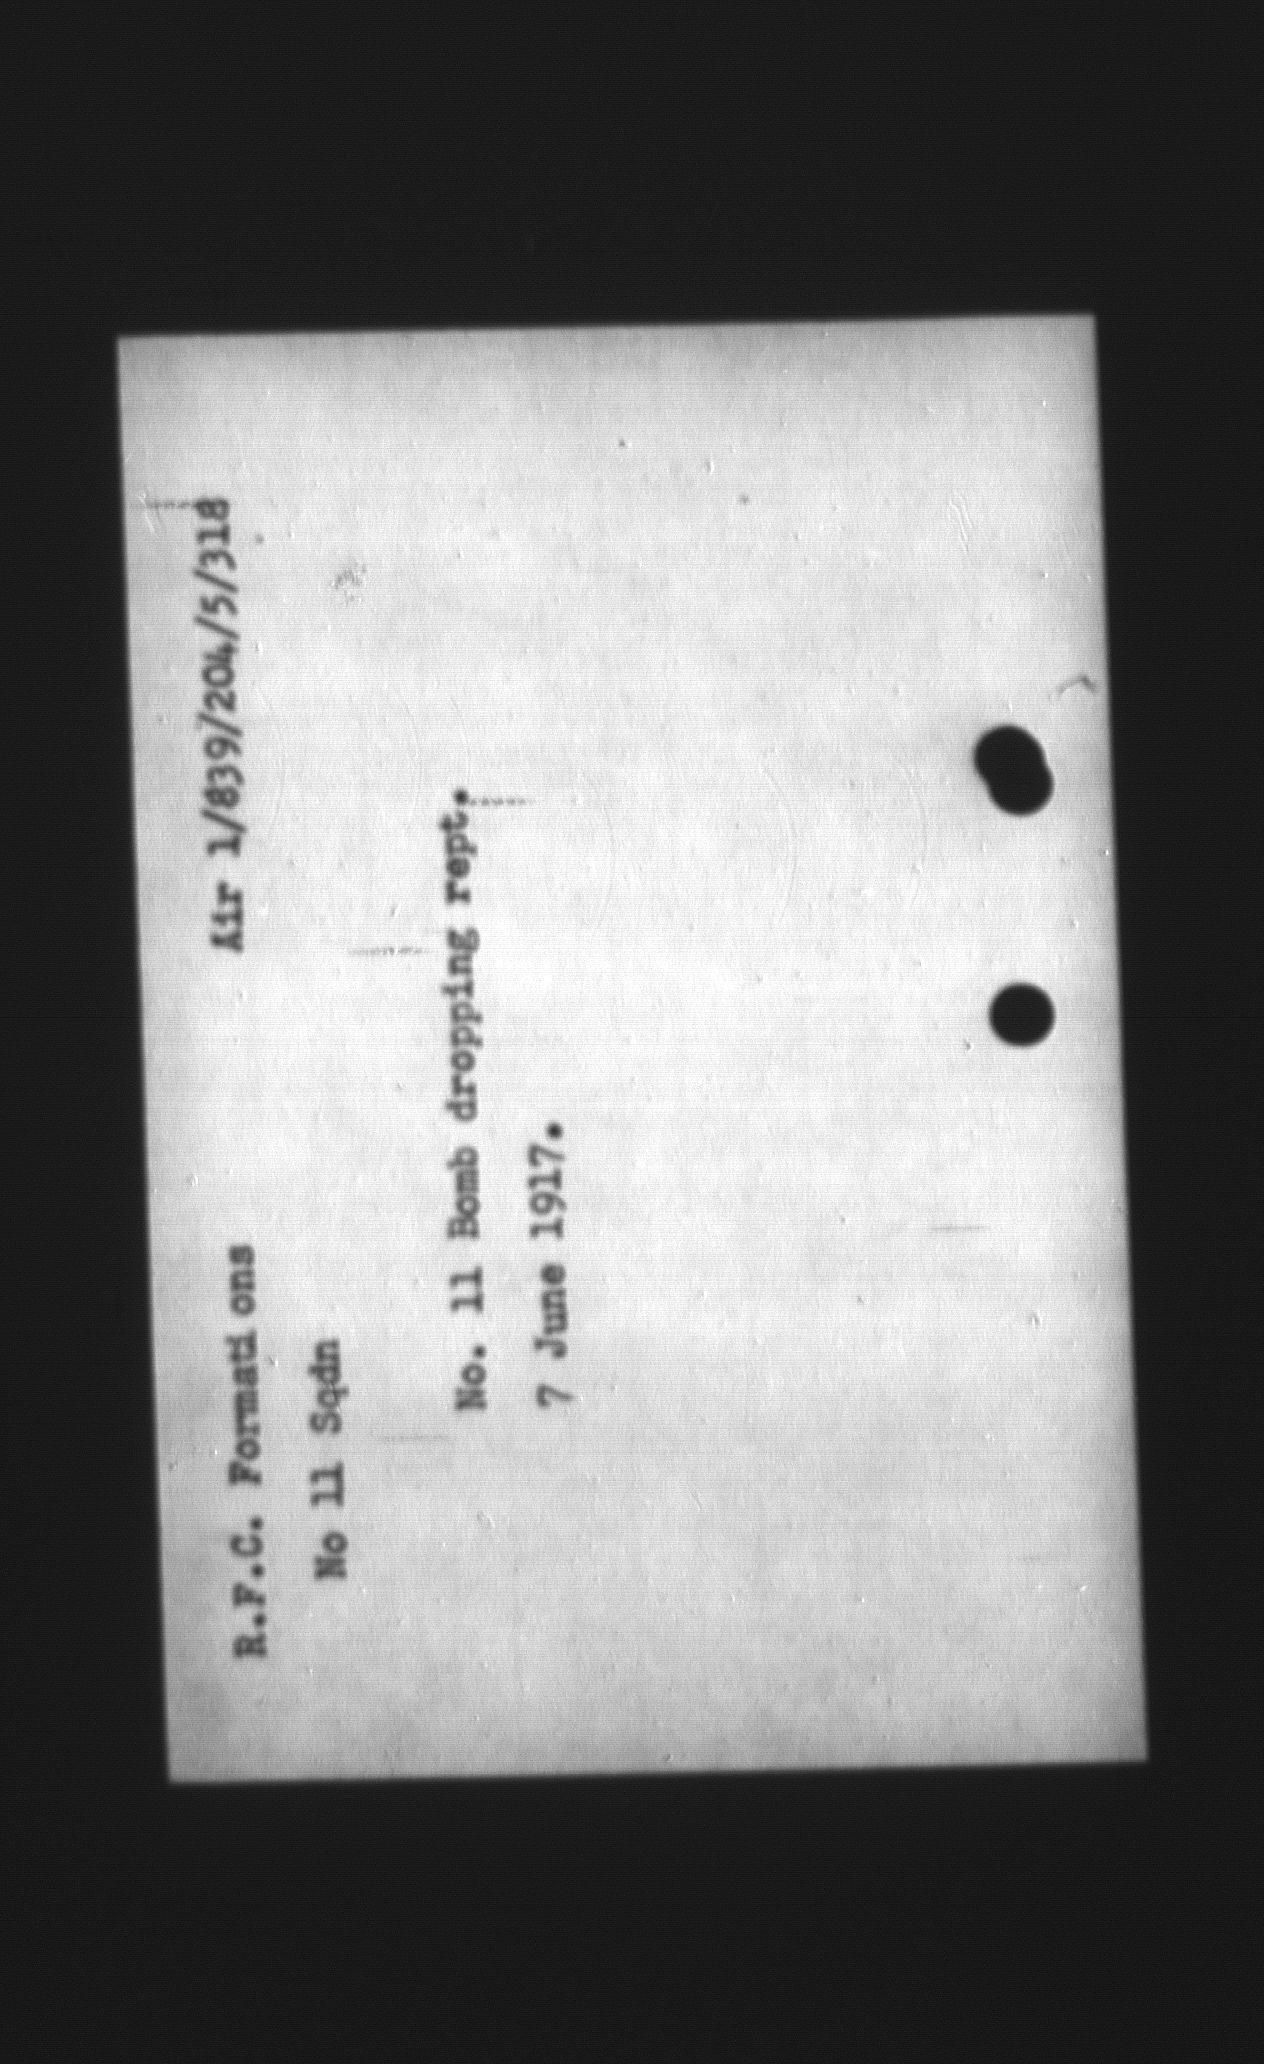 R.F.C. Formations Air 1/839/204/5/318
No 11 Sqdn
No. 11 Bomb dropping rept.
7 June 1917.